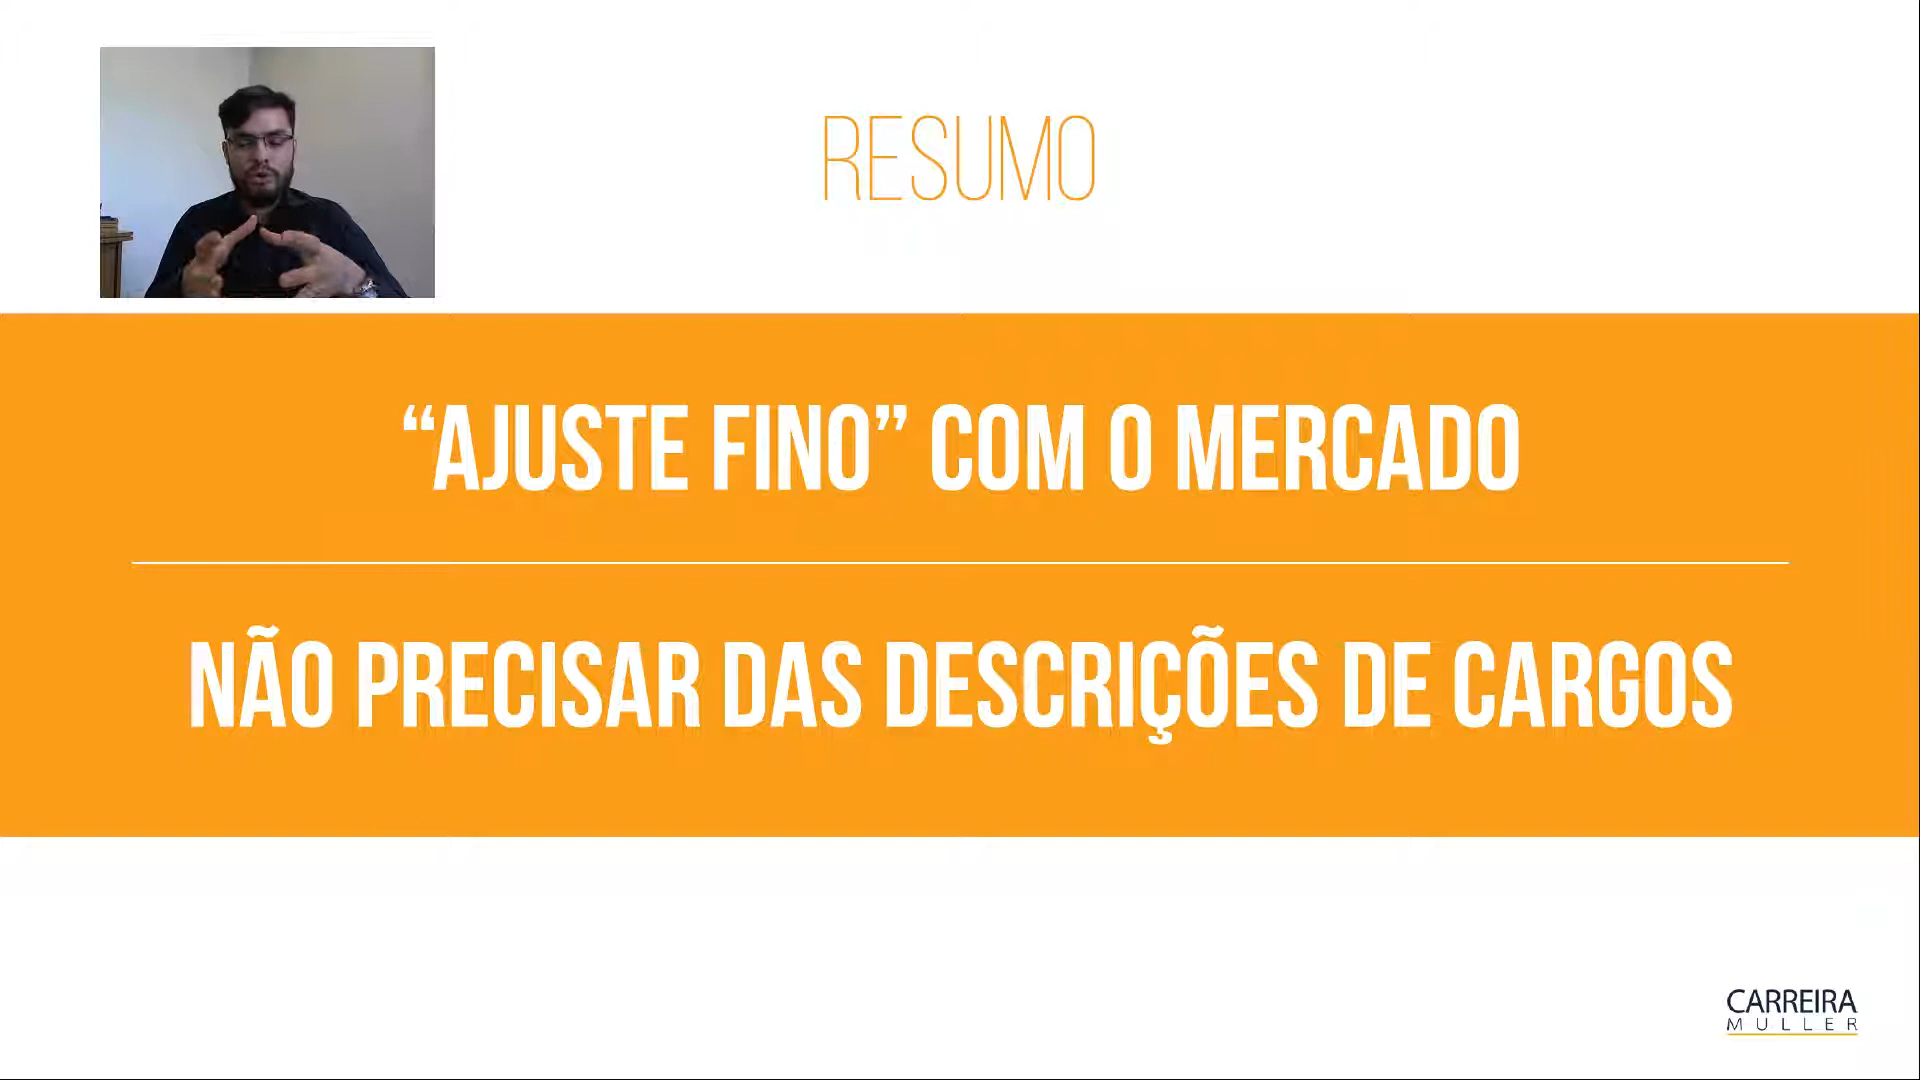 RESUMO
“AJUSTE FINO” COM O MERCADO
NÃO PRECISAR DAS DESCRIÇÕES DE CARGOS
CARREIRA
MULLER